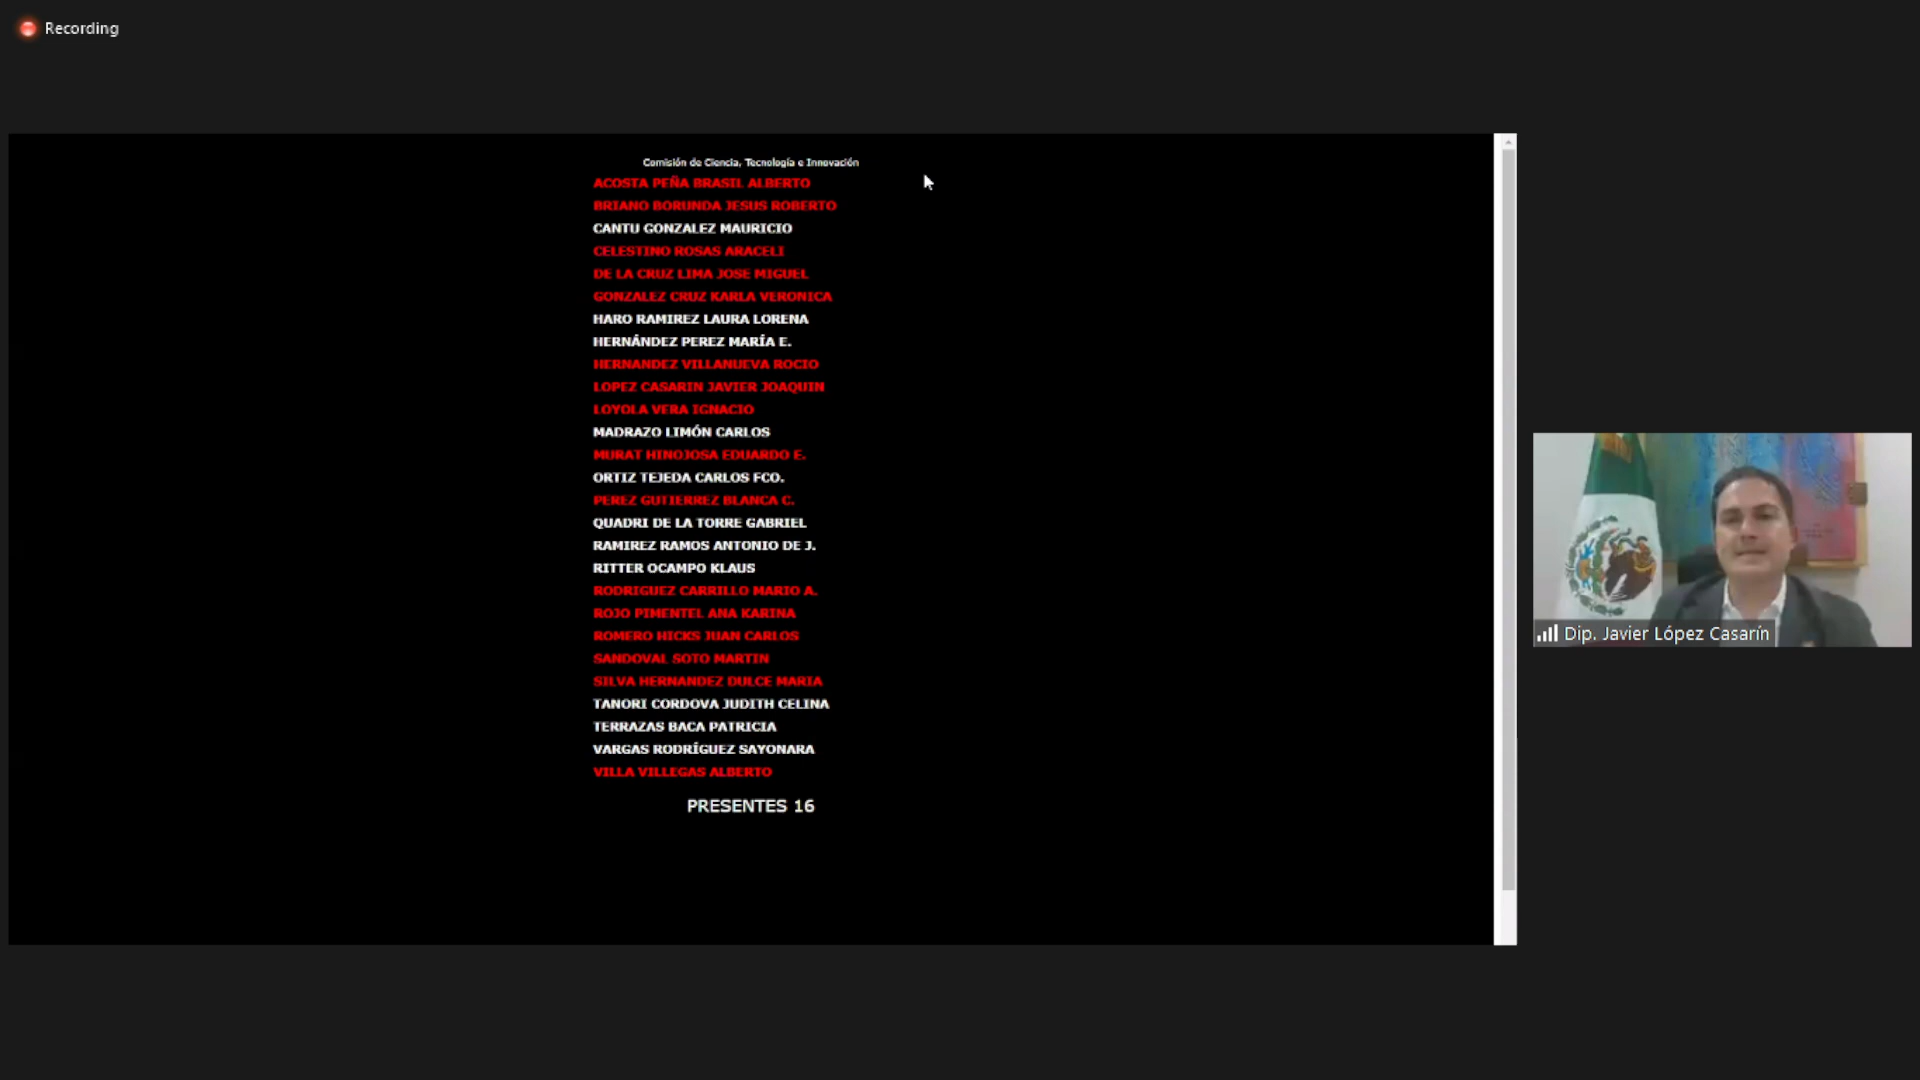 Recording
Comisión de Ciencia, Tecnología e Innovación
ACOSTA PEÑA BRASIL ALBERTO
BRIANO BORUNDA JESUS ROBERTO
CANTU GONZALEZ MAURICIO
CELESTINO ROSAS ARACELI
DE LA CRUZ LIMA JOSE MIGUEL
GONZALEZ CRUZ KARLA VERONICA
HARO RAMIREZ LAURA LORENA
HERNÁNDEZ PEREZ MARÍA E.
HERNANDEZ VILLANUEVA ROCIO
LOPEZ CASARIN JAVIER JOAQUIN
LOYOLA VERA IGNACIO
MADRAZO LIMÓN CARLOS
MURAT HINOJOSA EDUARDO E.
ORTIZ TEJEDA CARLOS FCO.
PEREZ GUTIERREZ BLANCA C.
QUADRI DE LA TORRE GABRIEL
RAMIREZ RAMOS ANTONIO DE J.
RITTER OCAMPO KLAUS
RODRIGUEZ CARRILLO MARIO A.
ROJO PIMENTEL ANA KARINA
ROMERO HICKS JUAN CARLOS
SANDOVAL SOTO MARTIN
SILVA HERNANDEZ DULCE MARIA
TANORI CORDOVA JUDITH CELINA
TERRAZAS BACA PATRICIA
VARGAS RODRÍGUEZ SAYONARA
VILLA VILLEGAS ALBERTO
PRESENTES 16
Dip. Javier López Casarín